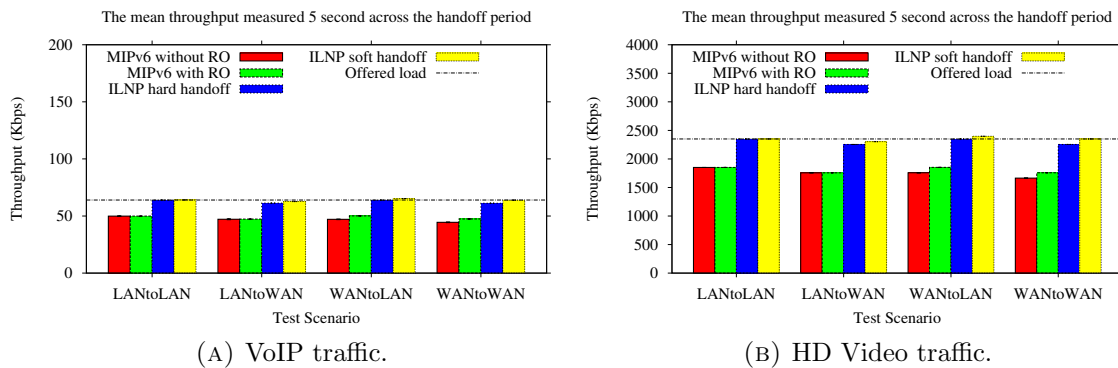 The mean throughput measured 5 second across the handoff period
200
150
100
50
0
Throughput (Kbps)
MIPv6 without RO
MIPv6 with RO
ILNP hard handoff
ILNP soft handoff
Offered load
LANtoLAN
LANtoWAN
WANtoLAN
WANtoWAN
Test Scenario
(A) VoIP traffic.
The mean throughput measured 5 second across the handoff period
4000
3500
3000
2500
2000
1500
1000
500
0
Throughput (Kbps)
MIPv6 without RO
MIPv6 with RO
ILNP hard handoff
ILNP soft handoff
Offered load
LANtoLAN
LANtoWAN
WANtoLAN
WANtoWAN
Test Scenario
(B) HD Video traffic.